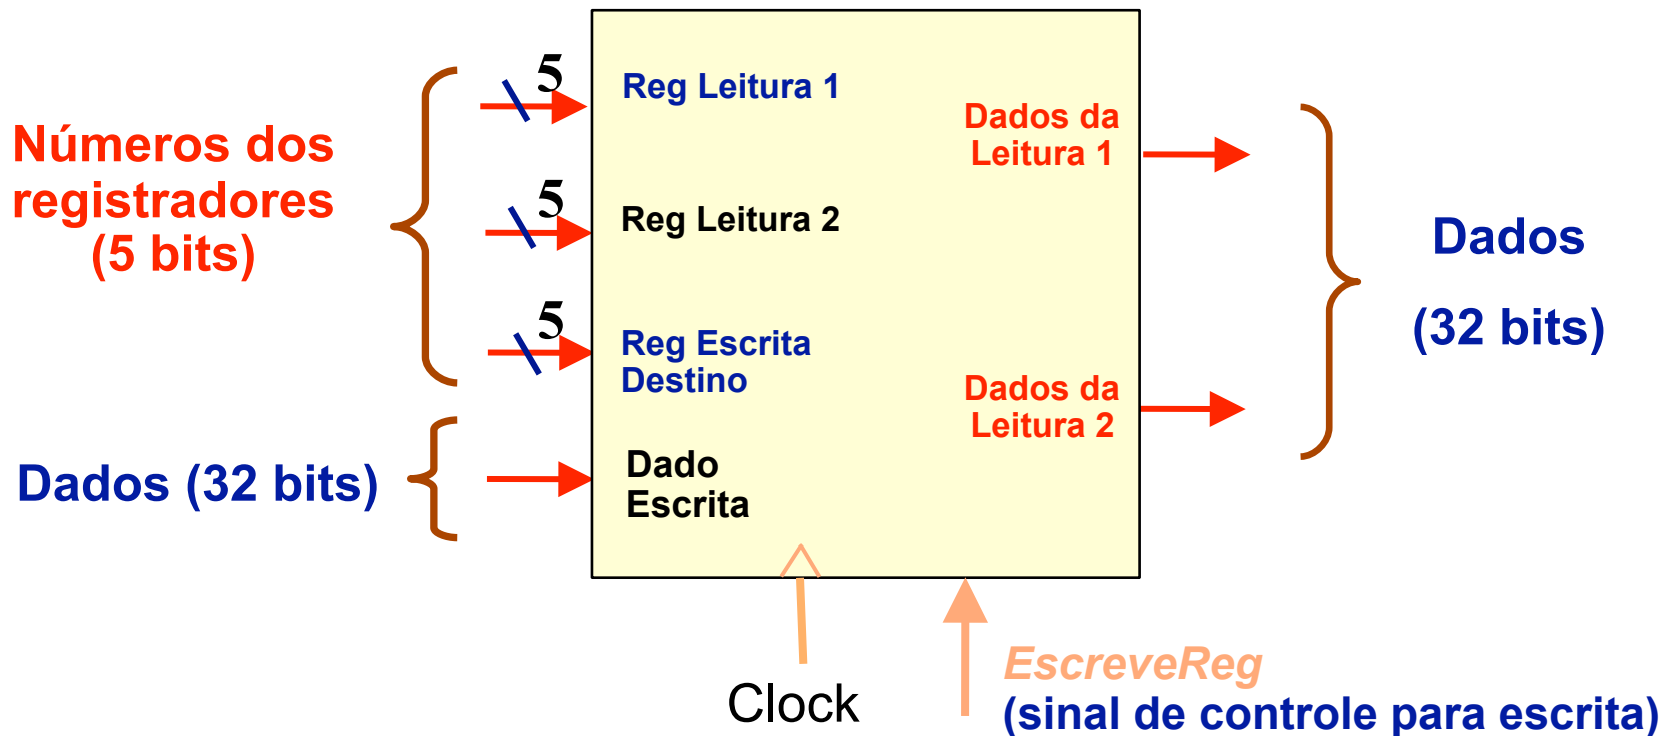 Números dos
registradores
(5 bits)
Dados (32 bits)
5
5
5
Reg Leitura 1
Reg Leitura 2
Reg Escrita
Destino
Dado
Escrita
Dados da
Leitura 1
Dados da
Leitura 2
Dados
(32 bits)
Clock
EscreveReg
(sinal de controle para escrita)